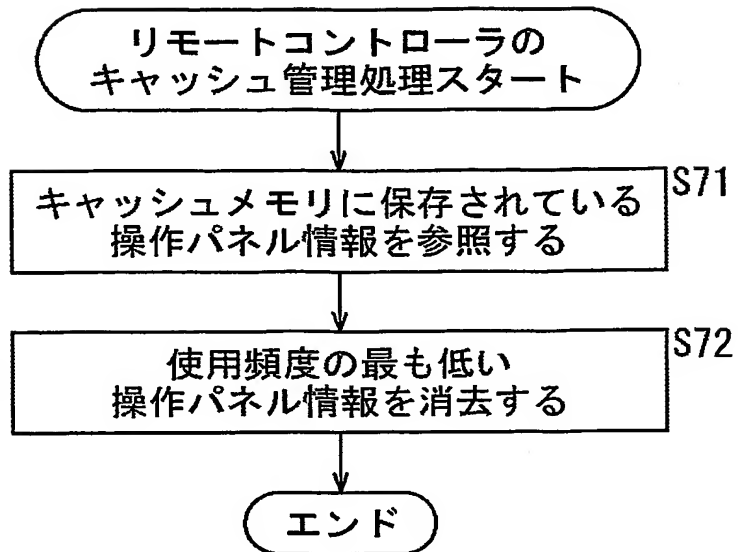 リモートコントローラの
キャッシュ管理処理スタート
S71
キャッシュメモリに保存されている
操作パネル情報を参照する
S72
使用頻度の最も低い
操作パネル情報を消去する
エンド